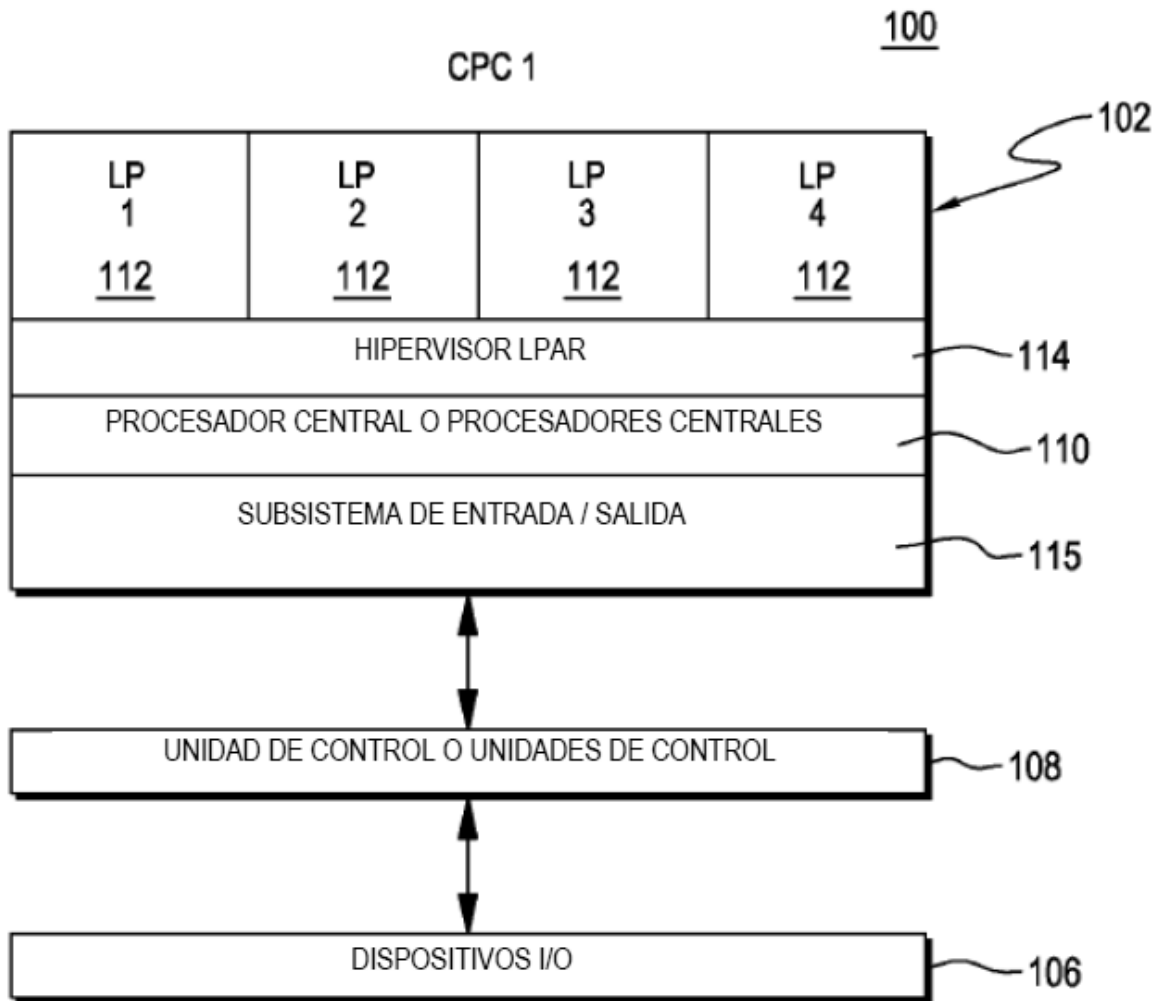 100
CPC 1
102
LP LP LP LP
1 2 3 4
112 112 112 112
HIPERVISOR LPAR
114
PROCESADOR CENTRAL O PROCESADORES CENTRALES
110
SUBSISTEMA DE ENTRADA / SALIDA
115
UNIDAD DE CONTROL O UNIDADES DE CONTROL
108
DISPOSITIVOS I/O
106